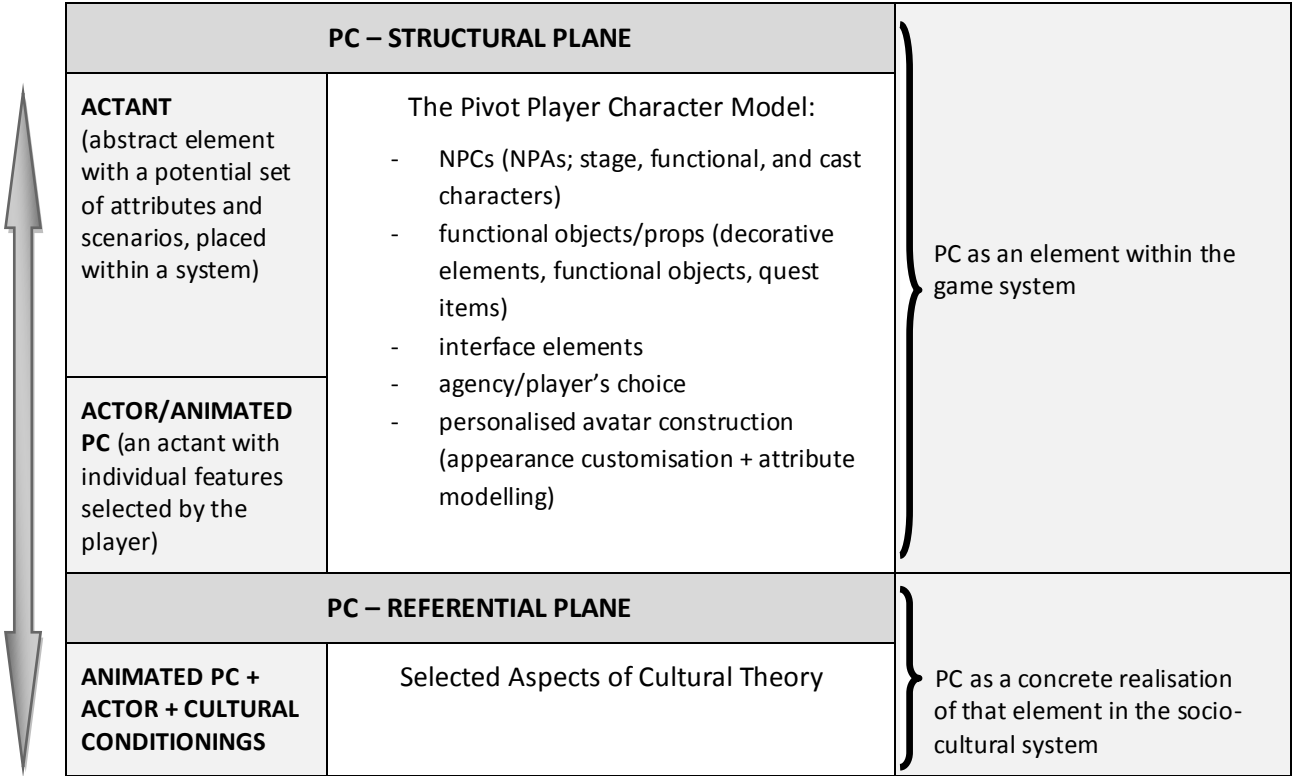 PC – STRUCTURAL PLANE
ACTANT
(abstract element
with a potential set
of attributes and
scenarios, placed
within a system)
ACTOR/ANIMATED
PC (an actant with
individual features
selected by the
player)
The Pivot Player Character Model:
- NPCs (NPAs; stage, functional, and cast
characters)
- functional objects/props (decorative
elements, functional objects, quest
items)
- interface elements
- agency/player’s choice
- personalised avatar construction
(appearance customisation + attribute
modelling)
PC as an element within the
game system
PC – REFERENTIAL PLANE
ANIMATED PC +
ACTOR + CULTURAL
CONDITIONINGS
Selected Aspects of Cultural Theory
PC as a concrete realisation
of that element in the socio-
cultural system